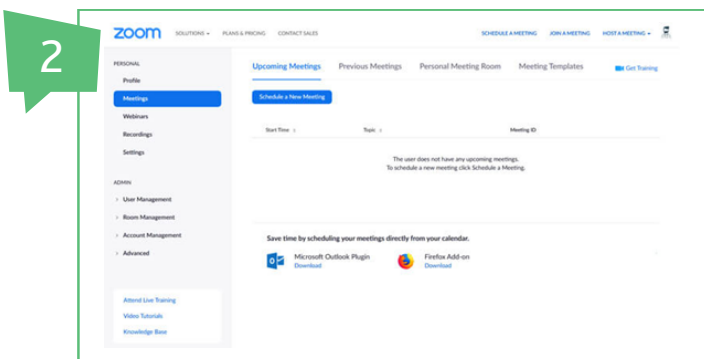 2
zoom SOLUTIONS PLANS & PRICING CONTACT SALES SCHEDULE A MEETING JOIN A MEETING HOST A MEETING
PERSONAL
Profile
Meetings
Webinars
Recordings
Settings
ADMIN
> User Management
> Room Management
> Account Management
> Advanced
Attend Live Training
Video Tutorials
Knowledge Base
Upcoming Meetings Previous Meetings Personal Meeting Room Meeting Templates Get Training
Schedule a New Meeting
Start Time Topic Meeting ID
The user does not have any upcoming meetings.
To schedule a new meeting click Schedule a Meeting.
Save time by scheduling your meetings directly from your calendar.
Microsoft Outlook Plugin Firefox Add-on
Download Download